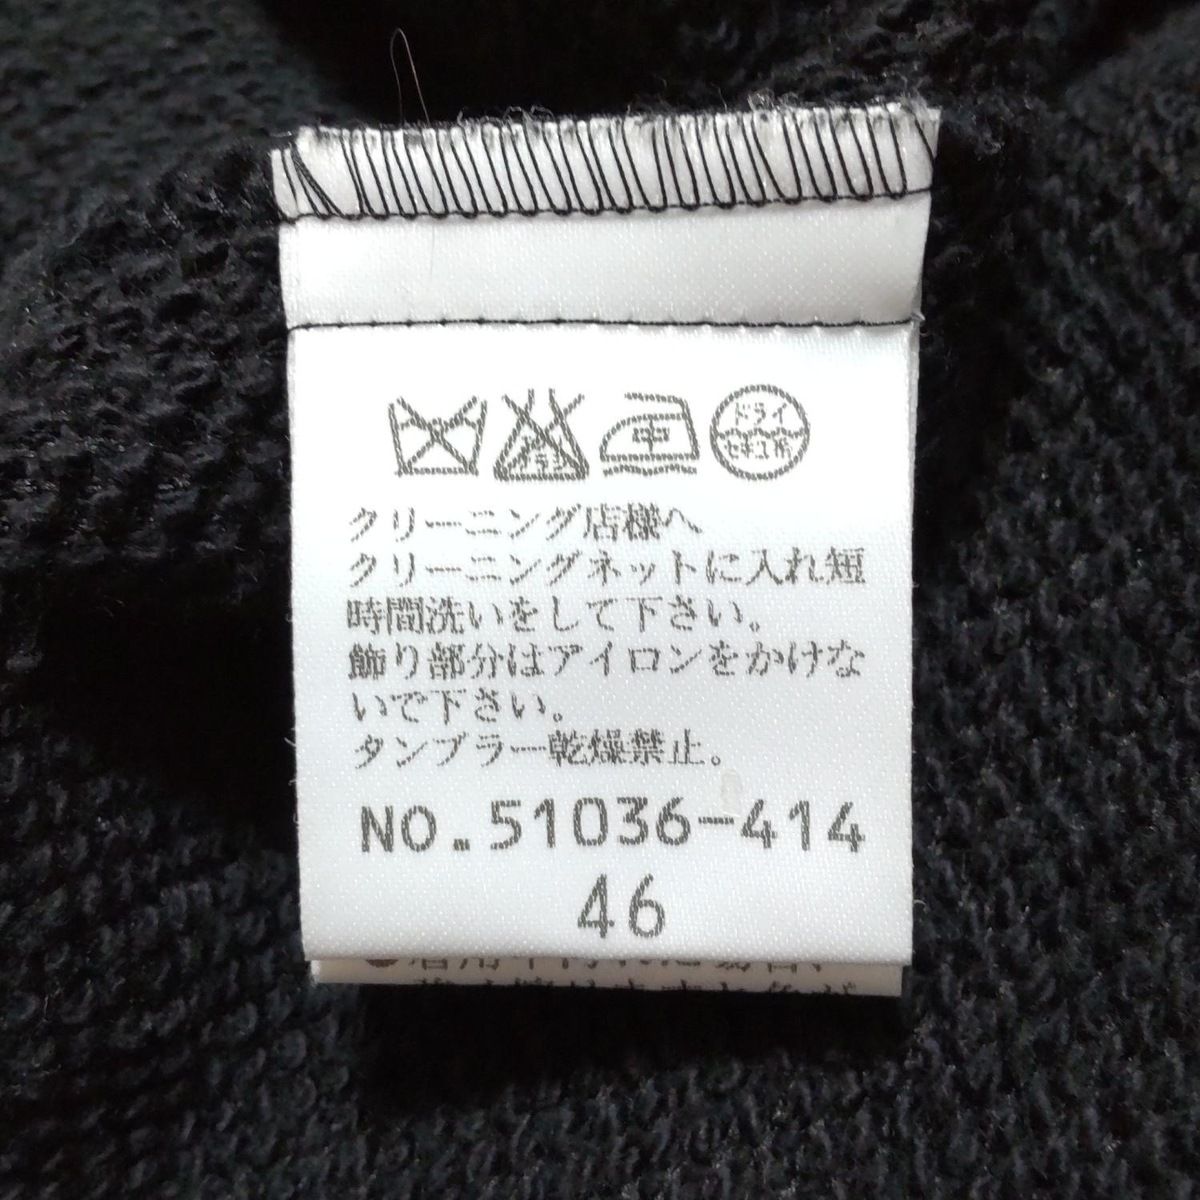 中
ドライ
セキユ系
クリーニング店様へ
クリーニングネットに入れ短
時間洗いをして下さい。
飾り部分はアイロンをかけな
いで下さい。
タンブラー乾燥禁止。
NO.51036-414
46